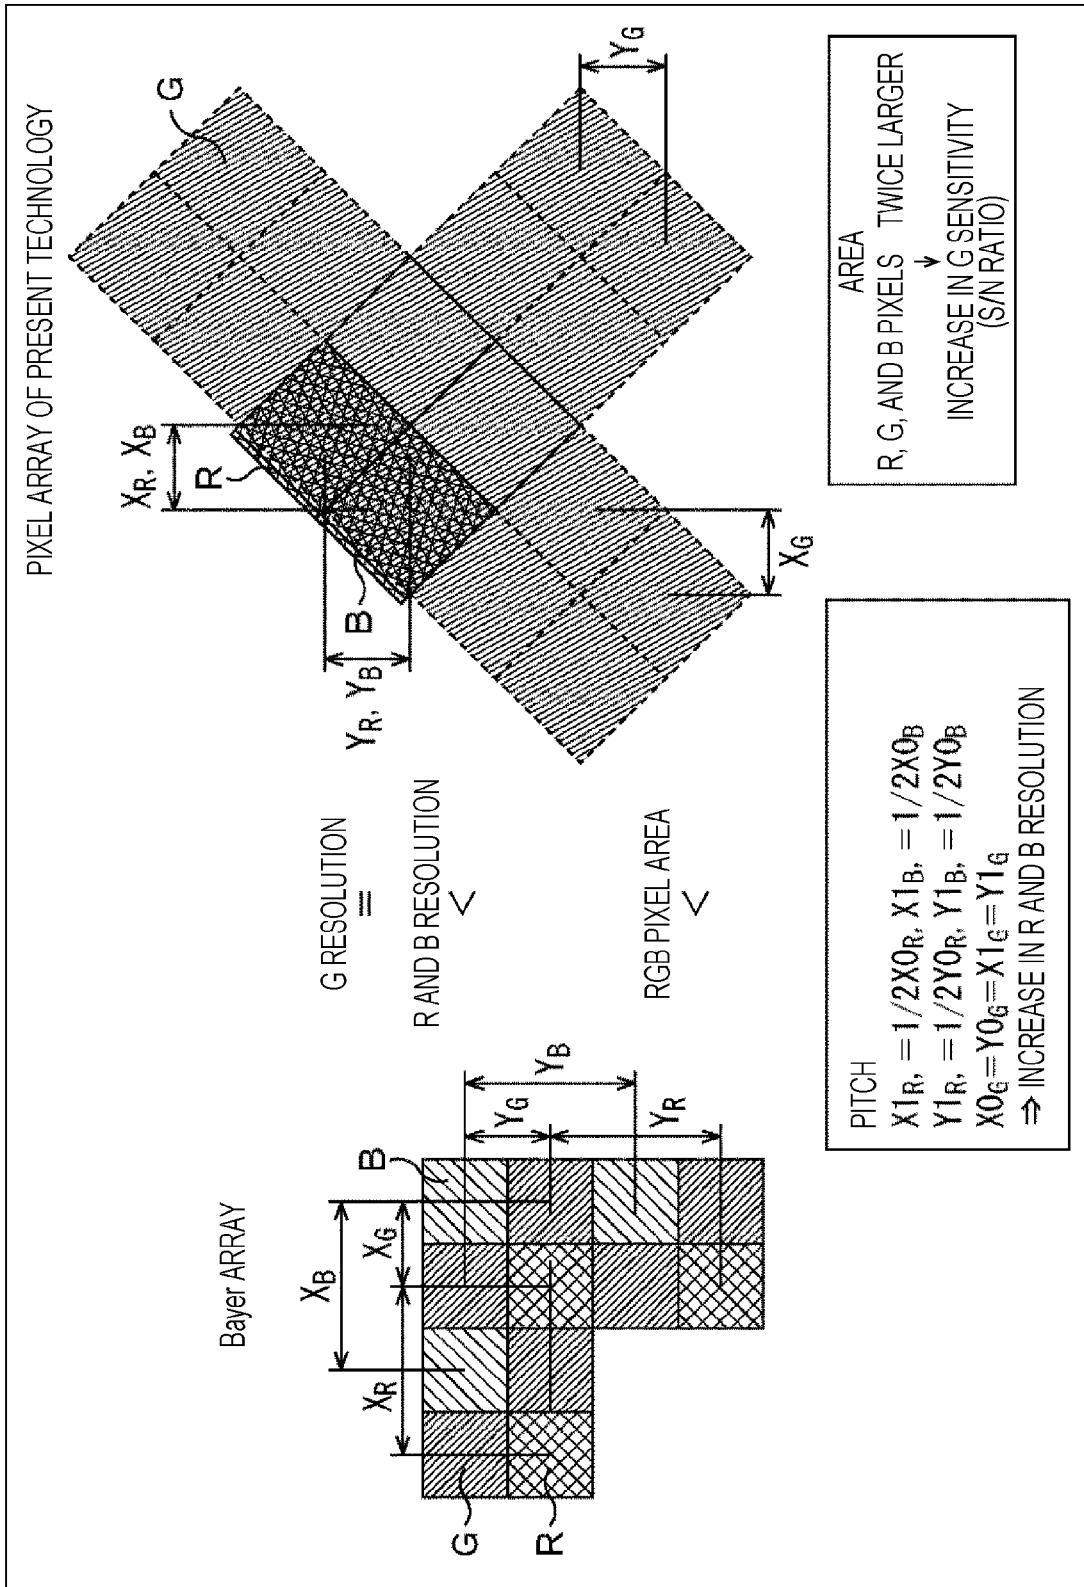 Bayer ARRAY
X_B
X_R
X_G
B
G
R
Y_G
Y_B
Y_R
G RESOLUTION
=
R AND B RESOLUTION
<
RGB PIXEL AREA
<
PIXEL ARRAY OF PRESENT TECHNOLOGY
X_R, X_B
R
G
B
Y_R, Y_B
Y_G
X_G
PITCH
X1_R, =1/2X0_R, X1_B, =1/2X0_B
Y1_R, =1/2Y0_R, Y1_B, =1/2Y0_B
X0_G=Y0_G=X1_G=Y1_G
⇒ INCREASE IN R AND B RESOLUTION
AREA
R, G, AND B PIXELS TWICE LARGER
↓
INCREASE IN G SENSITIVITY
(S/N RATIO)